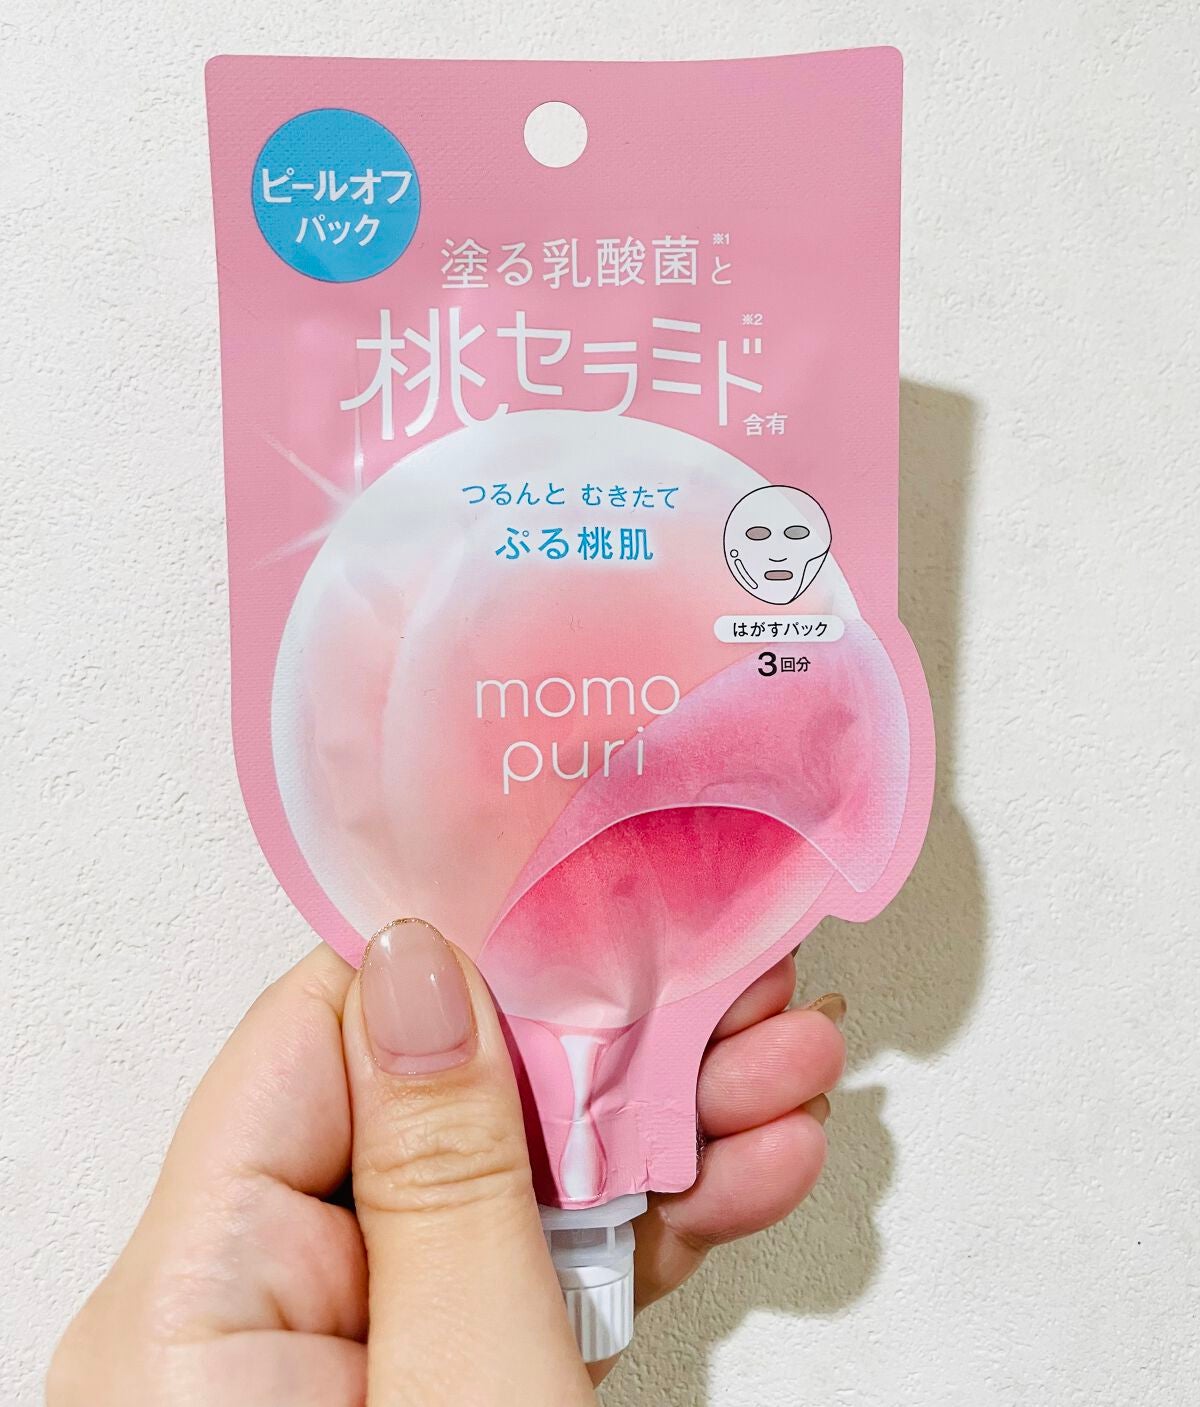 ピールオフ
パック
塗る乳酸菌※1と
桃セラミド※2
含有
つるんと むきたて
ぷる桃肌
はがすパック
3回分
momo
puri